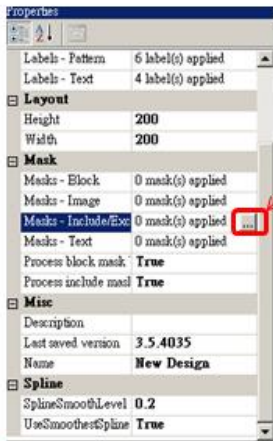 Properties
Labels - Pattern 6 label(s) applied
Labels - Text 4 label(s) applied
Layout
Height 200
Width 200
Mask
Masks - Block 0 mask(s) applied
Masks - Image 0 mask(s) applied
Masks - Include/Exc 0 mask(s) applied ...
Masks - Text 0 mask(s) applied
Process block mask True
Process include masl True
Misc
Description
Last saved version 3.5.4035
Name New Design
Spline
SplineSmoothLevel 0.2
UseSmoothestSpline True